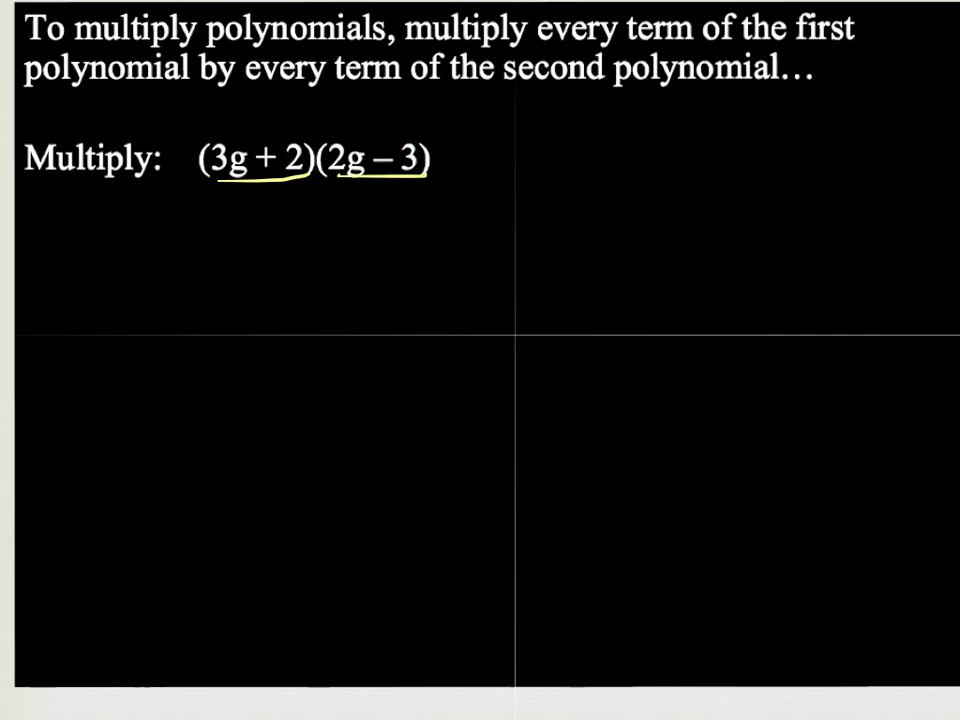 To multiply polynomials, multiply every term of the first
polynomial by every term of the second polynomial…
Multiply: (3g + 2)(2g – 3)